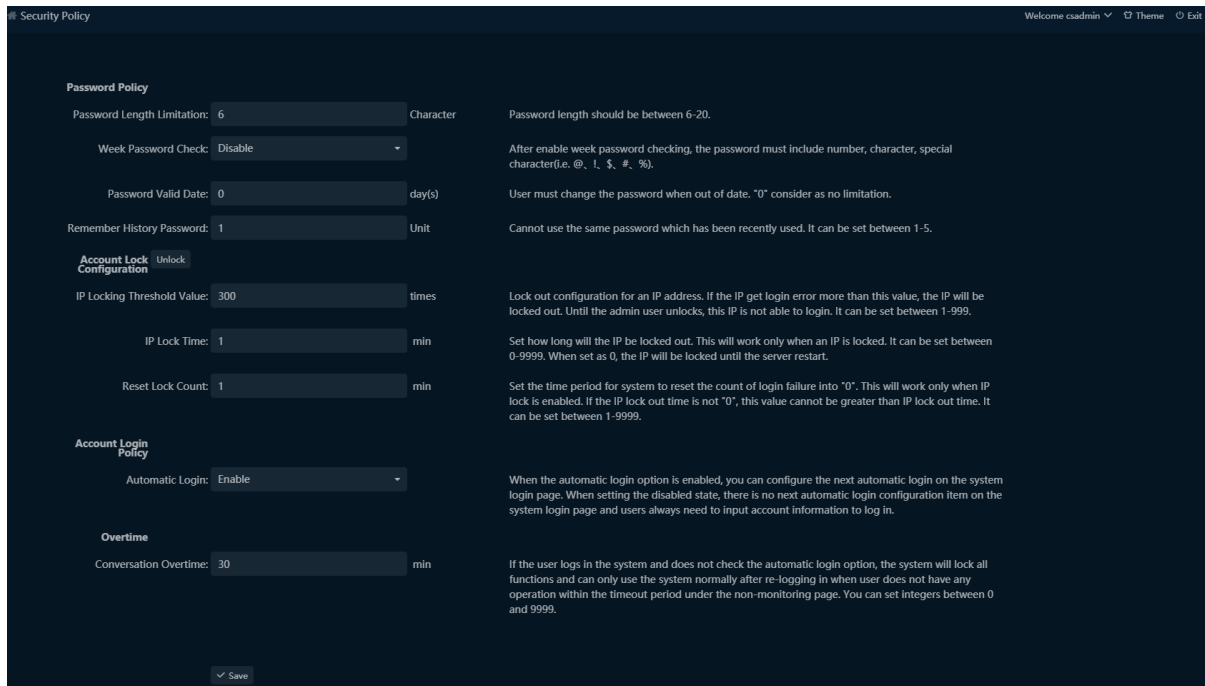 Security Policy
Welcome csadmin
Theme
Exit
Password Policy
Password Length Limitation: 6 Character Password length should be between 6-20.
Week Password Check: Disable After enable week password checking, the password must include number, character, special
character(i.e. @、!、$、#、%).
Password Valid Date: 0 day(s) User must change the password when out of date. "0" consider as no limitation.
Remember History Password: 1 Unit Cannot use the same password which has been recently used. It can be set between 1-5.
Account Lock Unlock
Configuration
IP Locking Threshold Value: 300 times Lock out configuration for an IP address. If the IP get login error more than this value, the IP will be
locked out. Until the admin user unlocks, this IP is not able to login. It can be set between 1-999.
IP Lock Time: 1 min Set how long will the IP be locked out. This will work only when an IP is locked. It can be set between
0-9999. When set as 0, the IP will be locked until the server restart.
Reset Lock Count: 1 min Set the time period for system to reset the count of login failure into "0". This will work only when IP
lock is enabled. If the IP lock out time is not "0", this value cannot be greater than IP lock out time. It
can be set between 1-9999.
Account Login
Policy
Automatic Login: Enable When the automatic login option is enabled, you can configure the next automatic login on the system
login page. When setting the disabled state, there is no next automatic login configuration item on the
system login page and users always need to input account information to log in.
Overtime
Conversation Overtime: 30 min If the user logs in the system and does not check the automatic login option, the system will lock all
functions and can only use the system normally after re-logging in when user does not have any
operation within the timeout period under the non-monitoring page. You can set integers between 0
and 9999.
Save